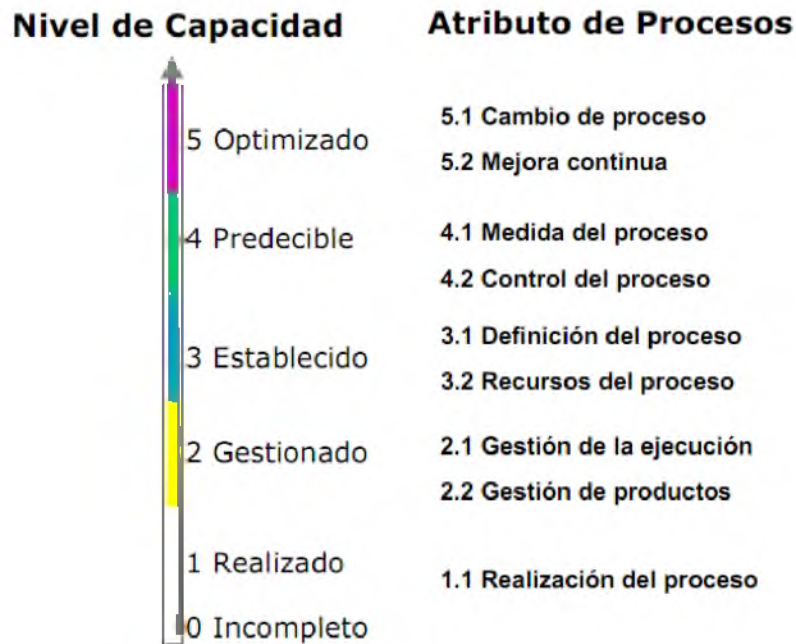 Nivel de Capacidad
Atributo de Procesos
5 Optimizado
5.1 Cambio de proceso
5.2 Mejora continua
4 Predecible
4.1 Medida del proceso
4.2 Control del proceso
3 Establecido
3.1 Definición del proceso
3.2 Recursos del proceso
2 Gestionado
2.1 Gestión de la ejecución
2.2 Gestión de productos
1 Realizado
1.1 Realización del proceso
0 Incompleto